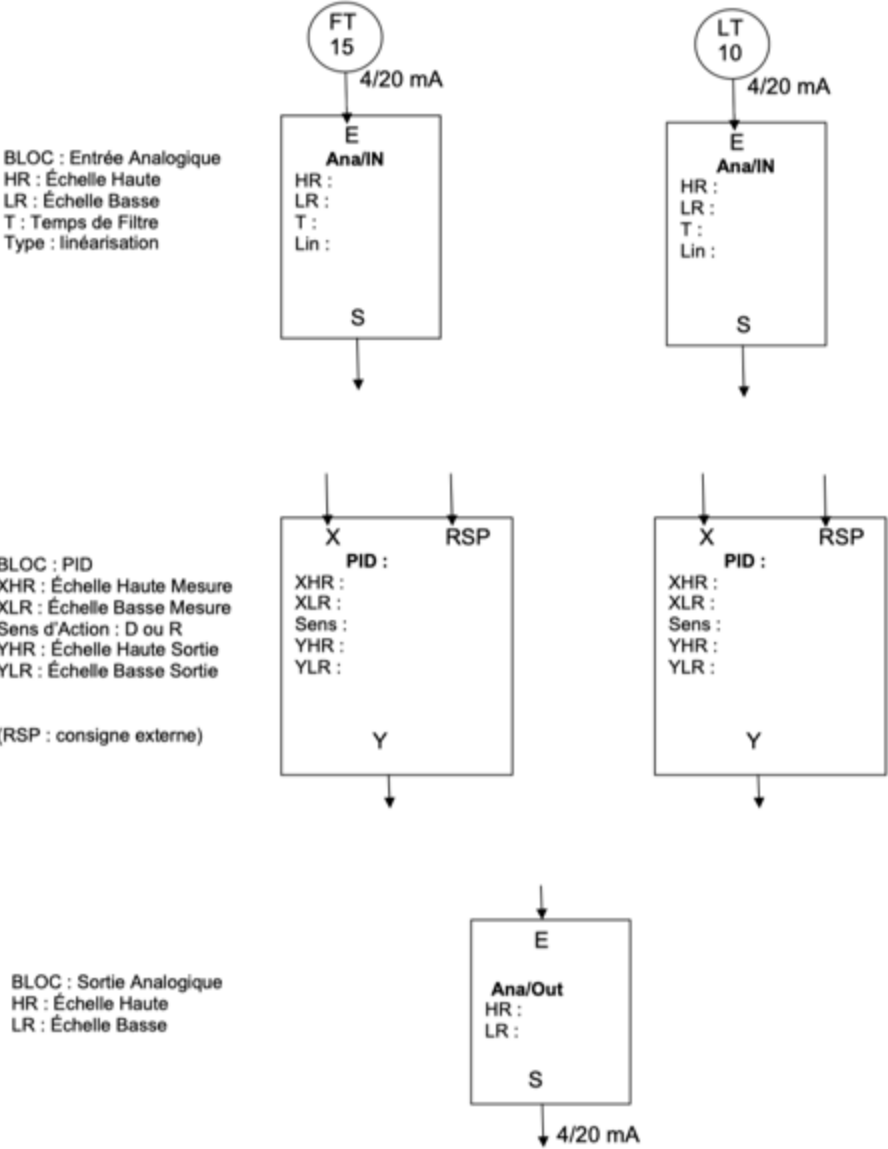 FT
15
4/20 mA
LT
10
4/20 mA
BLOC : Entrée Analogique
HR : Échelle Haute
LR : Échelle Basse
T : Temps de Filtre
Type : linéarisation
E
Ana/IN
HR :
LR :
T :
Lin :
S
E
Ana/IN
HR :
LR :
T :
Lin :
S
BLOC : PID
XHR : Échelle Haute Mesure
XLR : Échelle Basse Mesure
Sens d'Action : D ou R
YHR : Échelle Haute Sortie
YLR : Échelle Basse Sortie
(RSP : consigne externe)
X RSP
PID :
XHR :
XLR :
Sens :
YHR :
YLR :
Y
X RSP
PID :
XHR :
XLR :
Sens :
YHR :
YLR :
Y
BLOC : Sortie Analogique
HR : Échelle Haute
LR : Échelle Basse
E
Ana/Out
HR :
LR :
S
4/20 mA